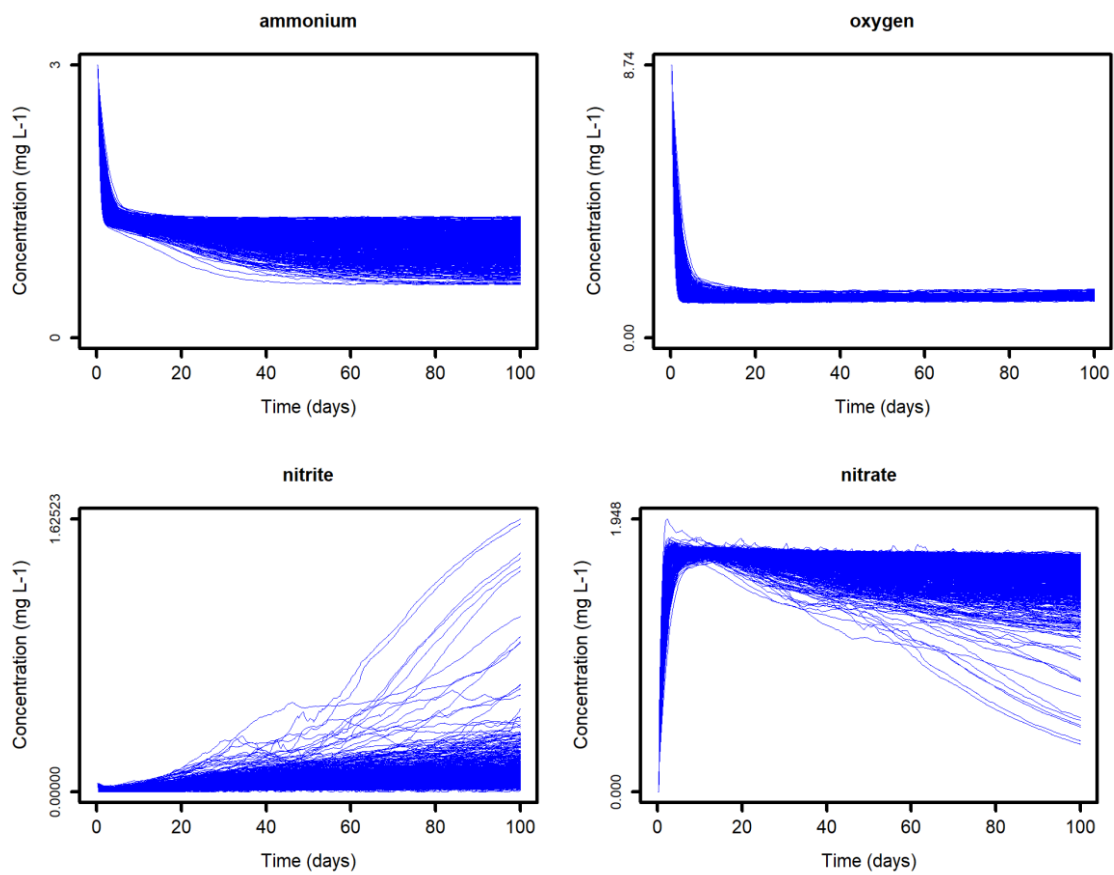 ammonium
3
0
Concentration (mg L-1)
0 20 40 60 80 100
Time (days)
oxygen
8.74
0.00
Concentration (mg L-1)
0 20 40 60 80 100
Time (days)
nitrite
1.62523
0.00000
Concentration (mg L-1)
0 20 40 60 80 100
Time (days)
nitrate
1.948
0.000
Concentration (mg L-1)
0 20 40 60 80 100
Time (days)